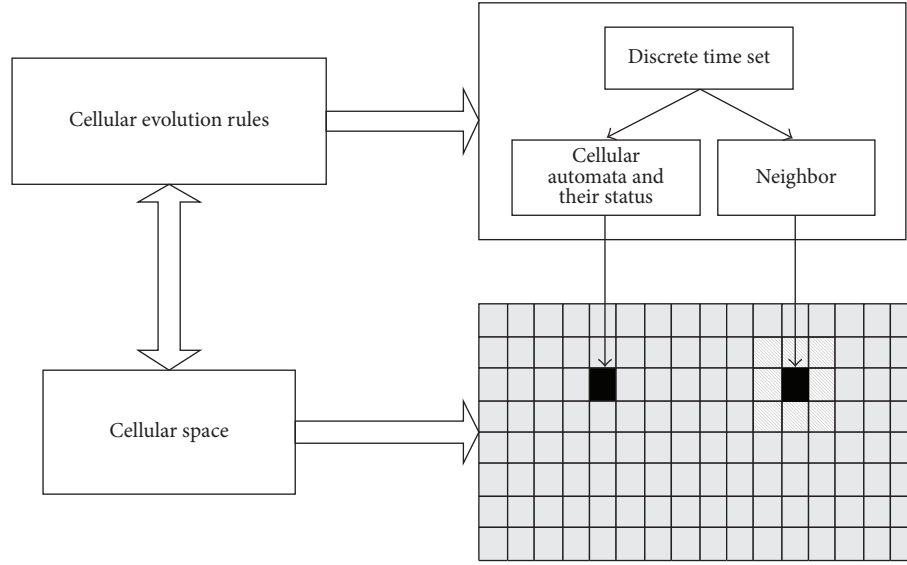 Discrete time set
Cellular evolution rules
Cellular
automata and
their status
Neighbor
Cellular space